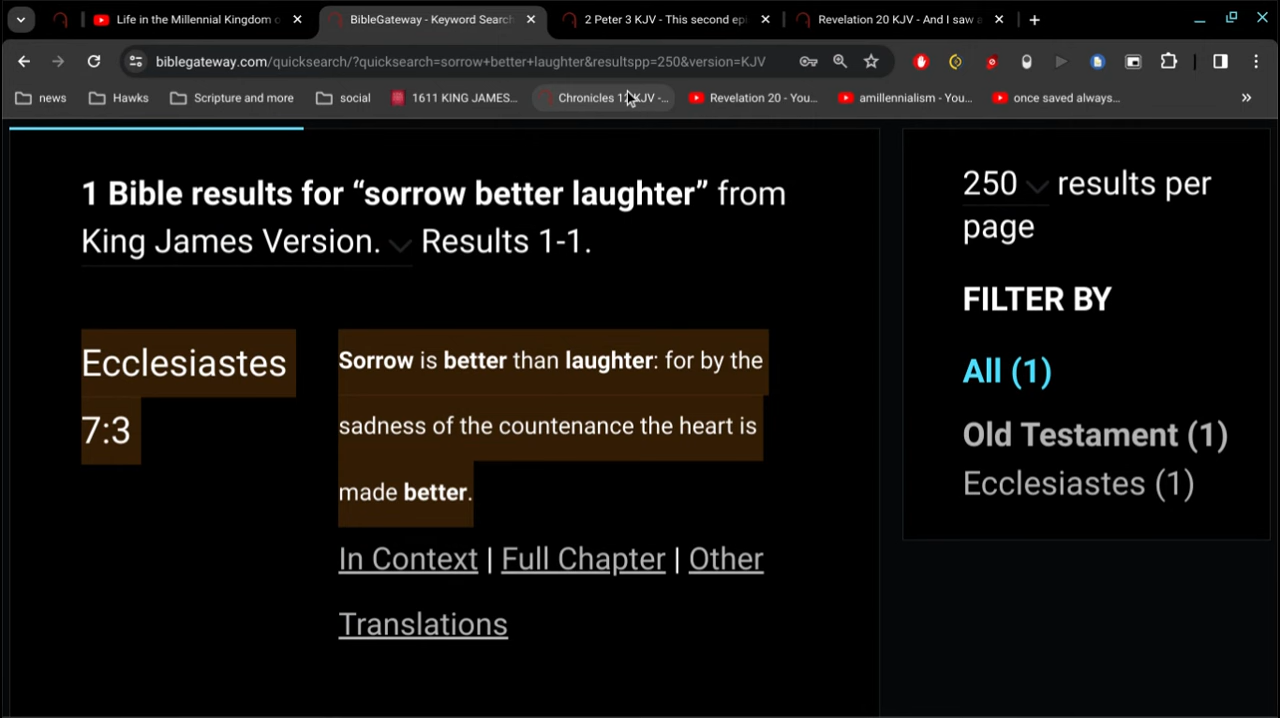 Life in the Millennial Kingdom
BibleGateway - Keyword Search
2 Peter 3 KJV - This second ep
Revelation 20 KJV - And I saw a
biblegateway.com/quicksearch/?quicksearch=sorrow+better+laughter&resultspp=250&version=KJV
news
Hawks
Scripture and more
social
1611 KING JAMES...
Chronicles 1 KJV -...
Revelation 20 - You...
amillennialism - You...
once saved always...
1 Bible results for “sorrow better laughter” from
King James Version. Results 1-1.
Ecclesiastes
7:3
Sorrow is better than laughter: for by the
sadness of the countenance the heart is
made better.
In Context | Full Chapter | Other
Translations
250 results per
page
FILTER BY
All (1)
Old Testament (1)
Ecclesiastes (1)